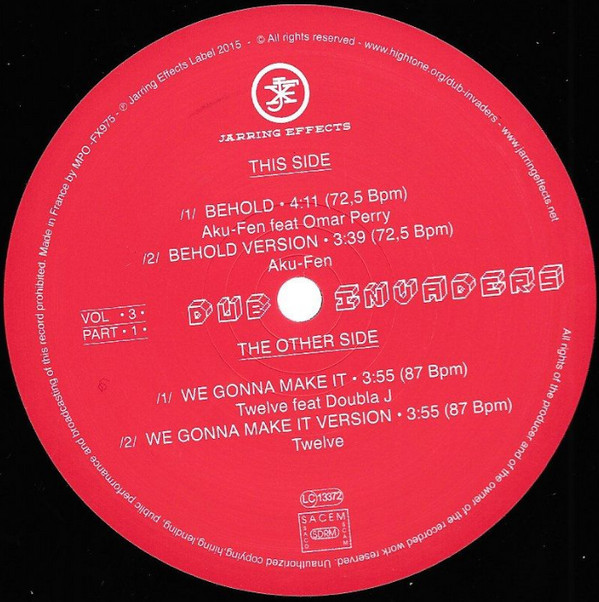 Made in France by MPO - FX975 - ℗ Jarring Effects Label 2015 - © All rights reserved - www.hightone.org/dub-invaders - www.jarringeffects.net
JARRING EFFECTS
THIS SIDE
/1/ BEHOLD • 4:11 (72,5 Bpm)
Aku-Fen feat Omar Perry
/2/ BEHOLD VERSION • 3:39 (72,5 Bpm)
Aku-Fen
VOL •3•
PART •1•
DUB INVADERS
THE OTHER SIDE
/1/ WE GONNA MAKE IT • 3:55 (87 Bpm)
Twelve feat Doubla J
/2/ WE GONNA MAKE IT VERSION • 3:55 (87 Bpm)
Twelve
LC 13372
SACEM
SACD
SDRM
SCAM
All rights of the producer and of the owner of the recorded work reserved. Unauthorized copying,hiring,lending, public performance and broadcasting of this record prohibited.